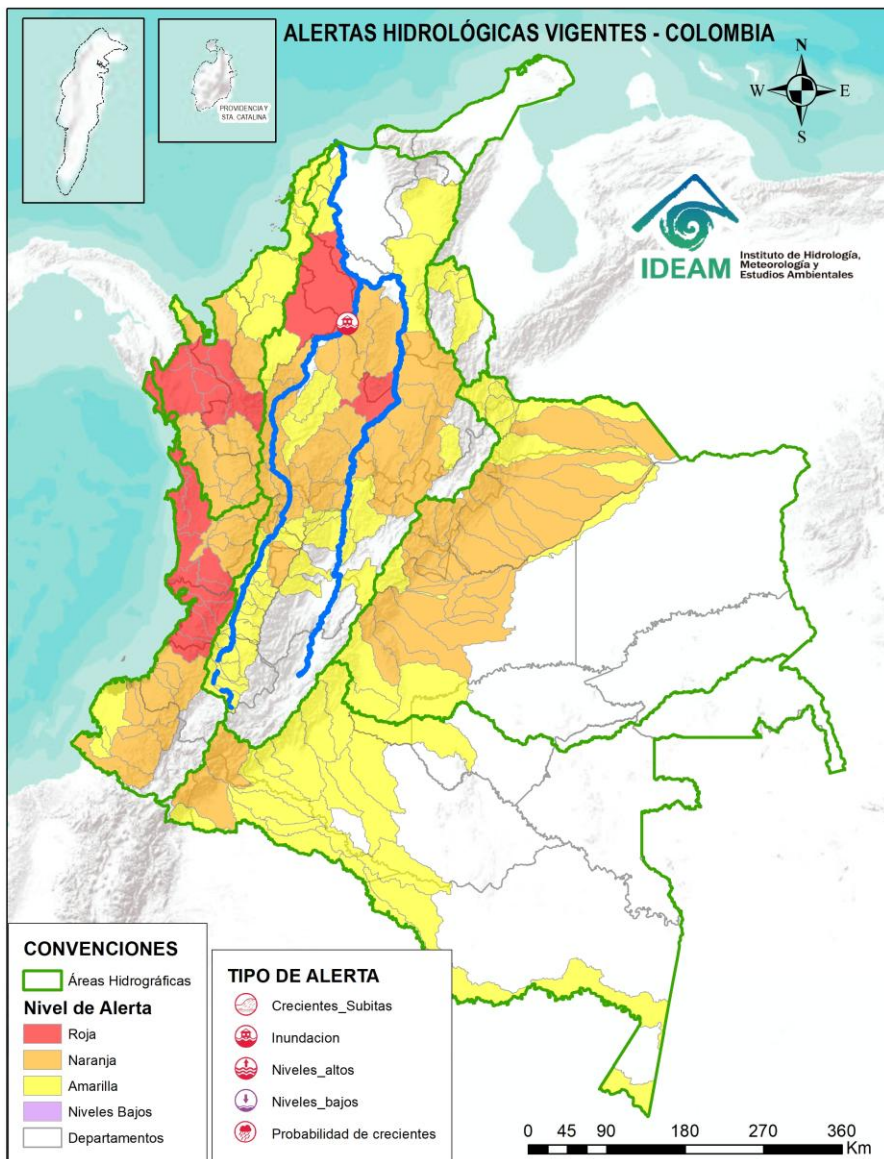 ALERTAS HIDROLÓGICAS VIGENTES - COLOMBIA
PROVIDENCIA Y
STA. CATALINA
N
W
E
S
IDEAM
Instituto de Hidrología,
Meteorología y
Estudios Ambientales
CONVENCIONES
Áreas Hidrográficas
Nivel de Alerta
Roja
Naranja
Amarilla
Niveles Bajos
Departamentos
TIPO DE ALERTA
Crecientes_Subitas
Inundacion
Niveles_altos
Niveles_bajos
Probabilidad de crecientes
0 45 90 180 270 360
Km